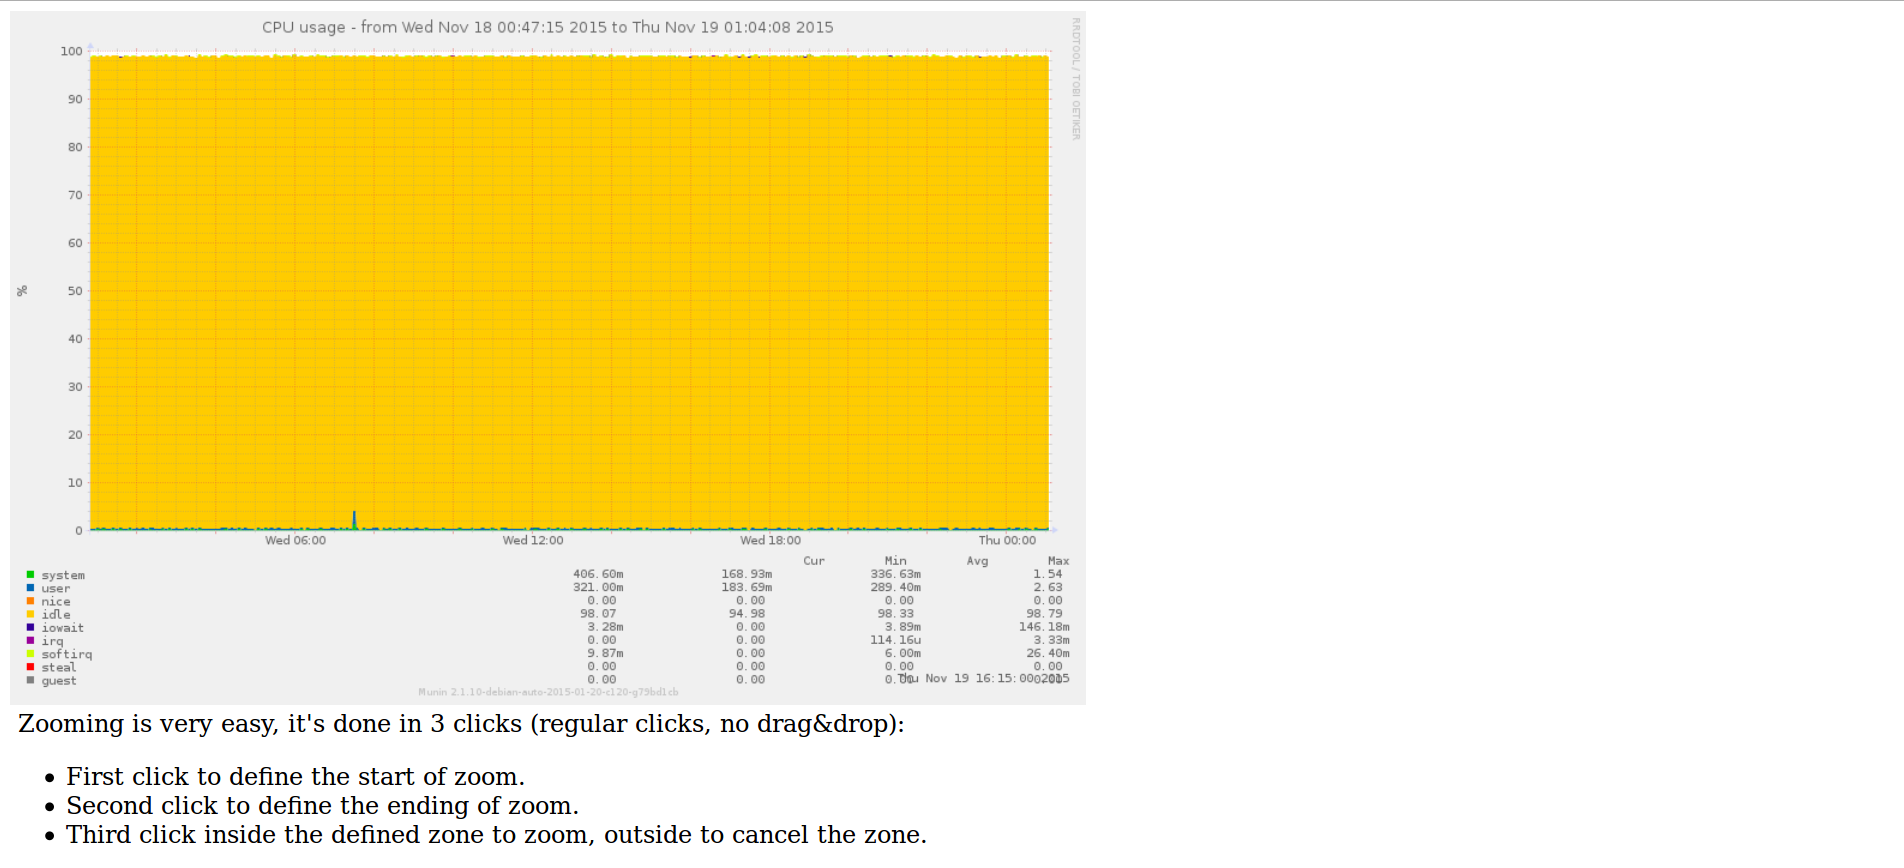 CPU usage - from Wed Nov 18 00:47:15 2015 to Thu Nov 19 01:04:08 2015
RRDTOOL / TOBI OETIKER
100
90
80
70
60
50
40
30
20
10
0
%
Wed 06:00 Wed 12:00 Wed 18:00 Thu 00:00
Cur Min Avg Max
system 406.60m 168.93m 336.63m 1.54
user 321.00m 183.69m 289.40m 2.63
nice 0.00 0.00 0.00 0.00
idle 98.07 94.98 98.33 98.79
iowait 3.28m 0.00 3.89m 146.18m
irq 0.00 0.00 114.16u 3.33m
softirq 9.87m 0.00 6.00m 26.40m
steal 0.00 0.00 0.00 0.00
guest 0.00 0.00 0.00 0.00
Thu Nov 19 16:15:00 2015
Munin 2.1.10-debian-auto-2015-01-20-c120-g79bd1cb
Zooming is very easy, it's done in 3 clicks (regular clicks, no drag&drop):
• First click to define the start of zoom.
• Second click to define the ending of zoom.
• Third click inside the defined zone to zoom, outside to cancel the zone.